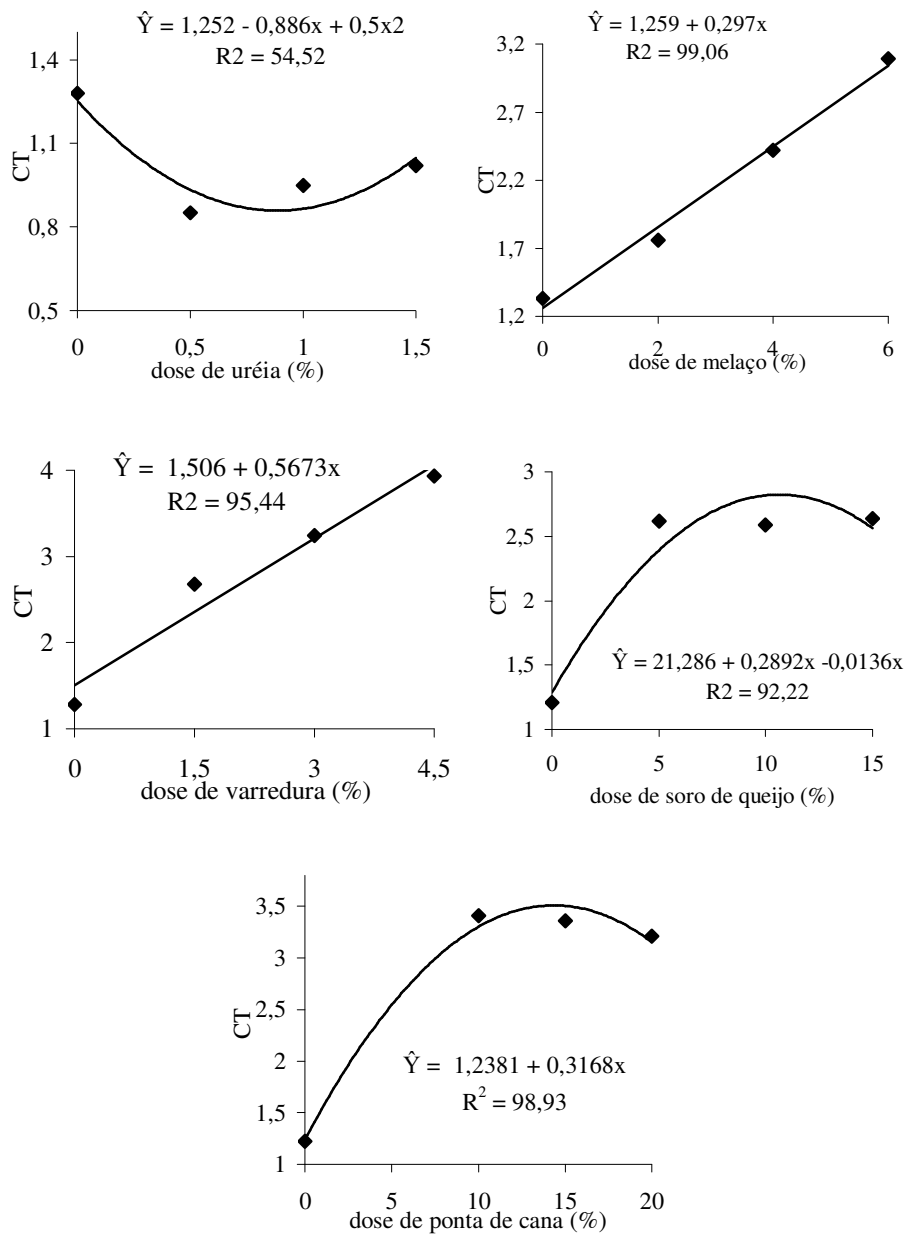 Ŷ = 1,252 - 0,886x + 0,5x2
R2 = 54,52
1,4
1,1
0,8
0,5
CT
0
0,5
1
1,5
dose de uréia (%)
Ŷ = 1,259 + 0,297x
R2 = 99,06
3,2
2,7
2,2
1,7
1,2
CT
0
2
4
6
dose de melaço (%)
Ŷ = 1,506 + 0,5673x
R2 = 95,44
4
3
2
1
CT
0
1,5
3
4,5
dose de varredura (%)
3
2,5
2
1,5
1
CT
Ŷ = 21,286 + 0,2892x -0,0136x
R2 = 92,22
0
5
10
15
dose de soro de queijo (%)
3,5
3
2,5
2
1,5
1
CT
Ŷ = 1,2381 + 0,3168x
R² = 98,93
0
5
10
15
20
dose de ponta de cana (%)